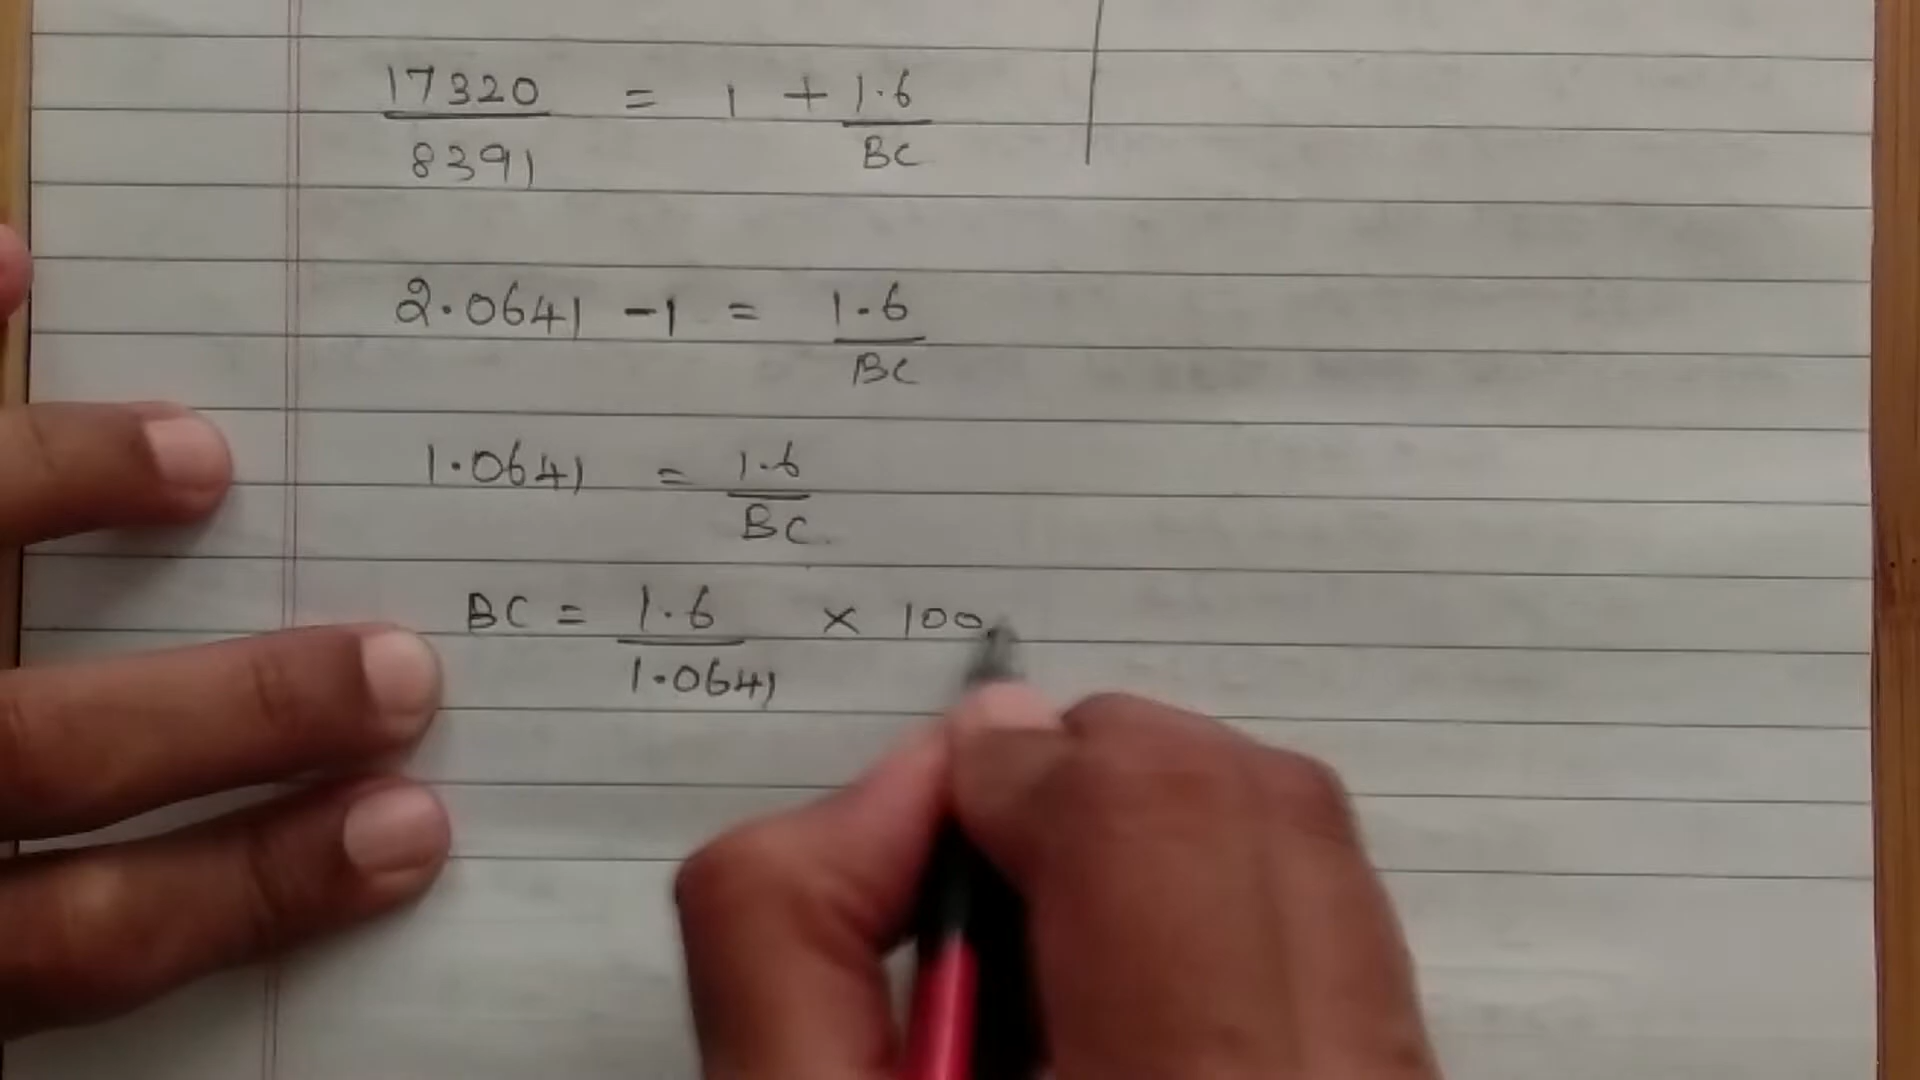 17320 = 1 + 1.6
8391 BC
2.0641 - 1 = 1.6
BC
1.0641 = 1.6
BC
BC = 1.6 × 100
1.0641